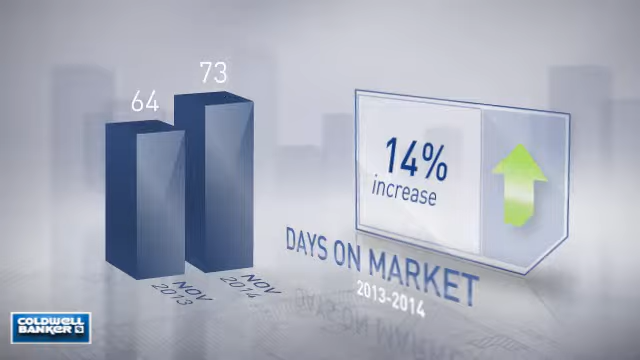 64
73
NOV
2013
NOV
2014
14%
increase
DAYS ON MARKET
2013-2014
COLDWELL
BANKER